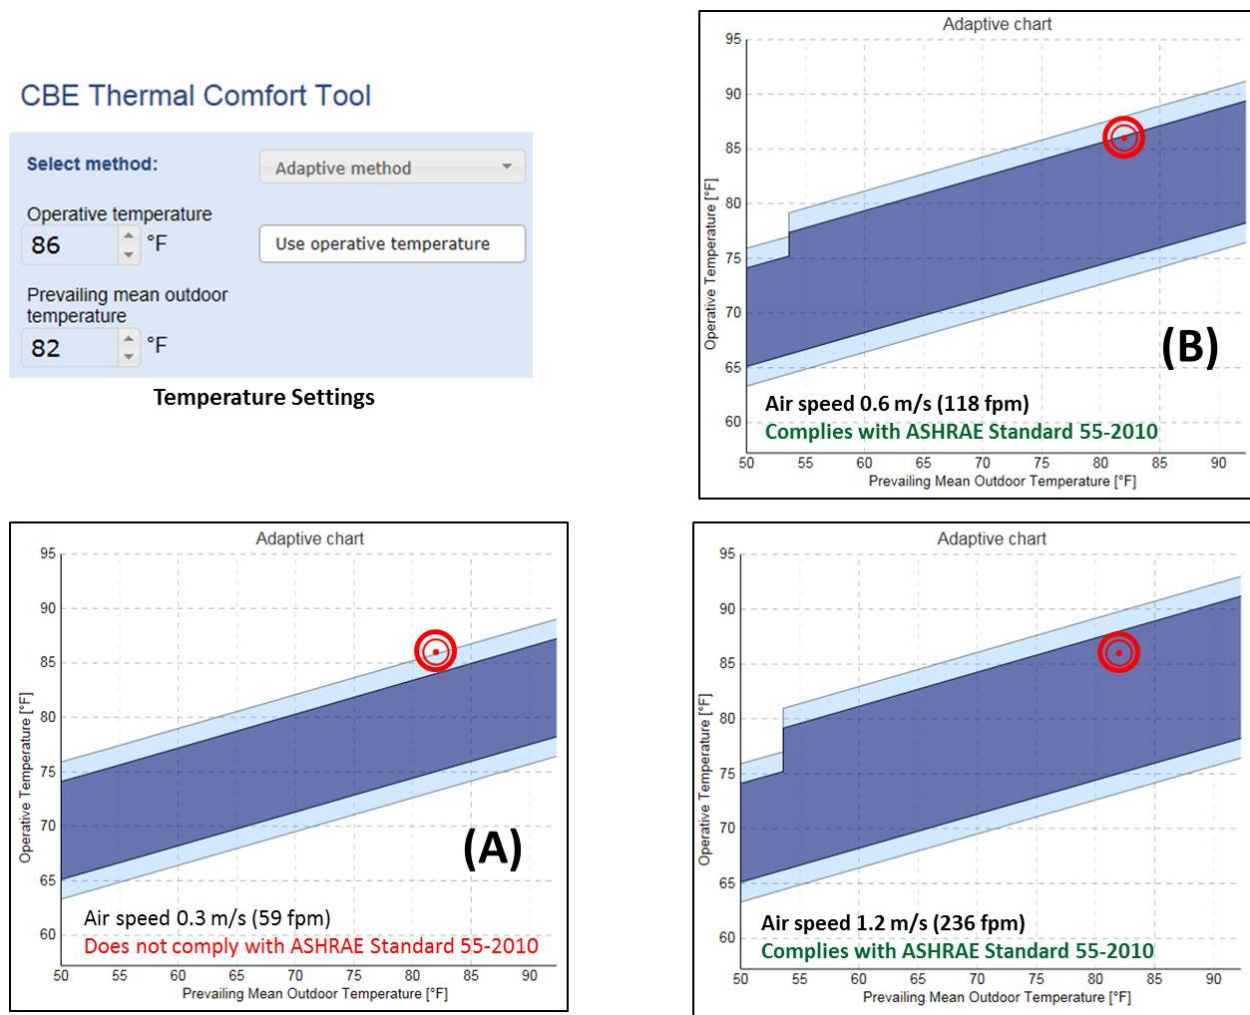 CBE Thermal Comfort Tool
Select method:
Adaptive method
Operative temperature
86
°F
Use operative temperature
Prevailing mean outdoor
temperature
82
°F
Temperature Settings
Adaptive chart
95
90
85
80
75
70
65
60
Operative Temperature [°F]
(B)
Air speed 0.6 m/s (118 fpm)
Complies with ASHRAE Standard 55-2010
50 55 60 65 70 75 80 85 90
Prevailing Mean Outdoor Temperature [°F]
Adaptive chart
95
90
85
80
75
70
65
60
Operative Temperature [°F]
(A)
Air speed 0.3 m/s (59 fpm)
Does not comply with ASHRAE Standard 55-2010
50 55 60 65 70 75 80 85 90
Prevailing Mean Outdoor Temperature [°F]
Adaptive chart
95
90
85
80
75
70
65
60
Operative Temperature [°F]
Air speed 1.2 m/s (236 fpm)
Complies with ASHRAE Standard 55-2010
50 55 60 65 70 75 80 85 90
Prevailing Mean Outdoor Temperature [°F]